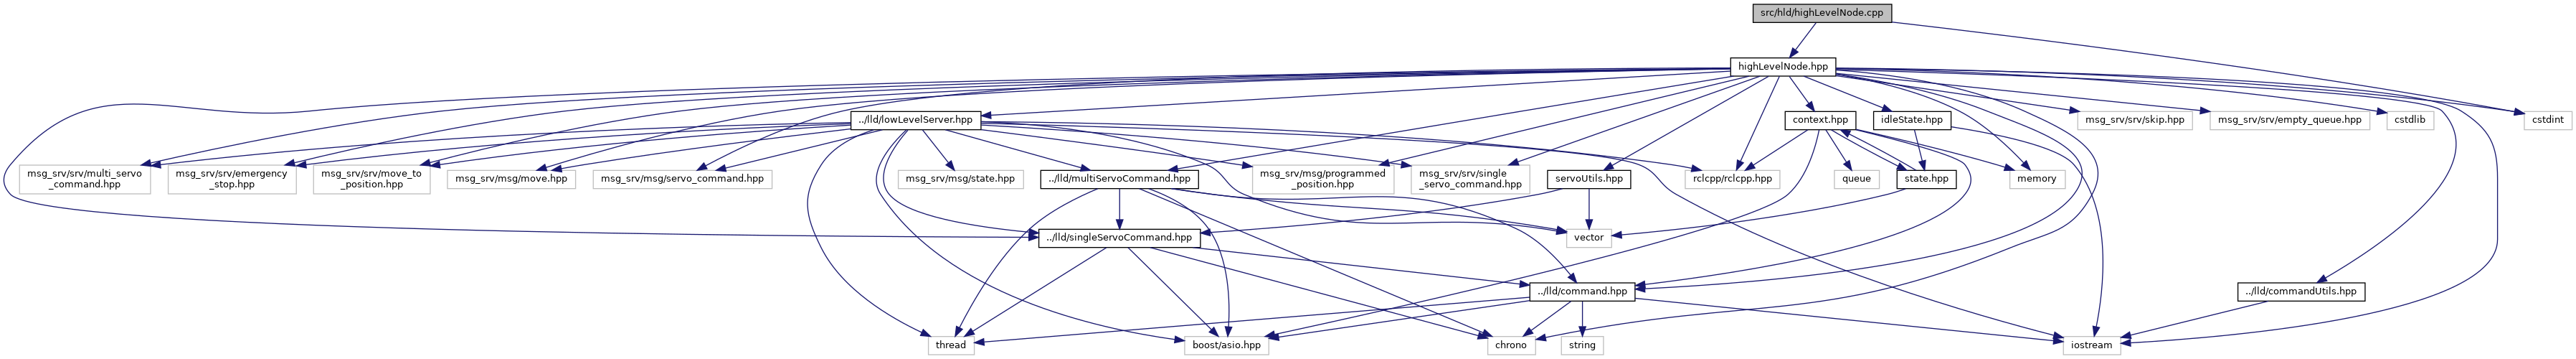 src/hld/highLevelNode.cpp
highLevelNode.hpp
../lld/lowLevelServer.hpp
context.hpp
idleState.hpp
msg_srv/srv/skip.hpp
msg_srv/srv/empty_queue.hpp
cstdlib
cstdint
msg_srv/srv/multi_servo
_command.hpp
msg_srv/srv/emergency
_stop.hpp
msg_srv/srv/move_to
_position.hpp
msg_srv/msg/move.hpp
msg_srv/msg/servo_command.hpp
msg_srv/msg/state.hpp
../lld/multiServoCommand.hpp
msg_srv/msg/programmed
_position.hpp
msg_srv/srv/single
_servo_command.hpp
servoUtils.hpp
rclcpp/rclcpp.hpp
queue
state.hpp
memory
../lld/singleServoCommand.hpp
vector
../lld/command.hpp
../lld/commandUtils.hpp
thread
boost/asio.hpp
chrono
string
iostream